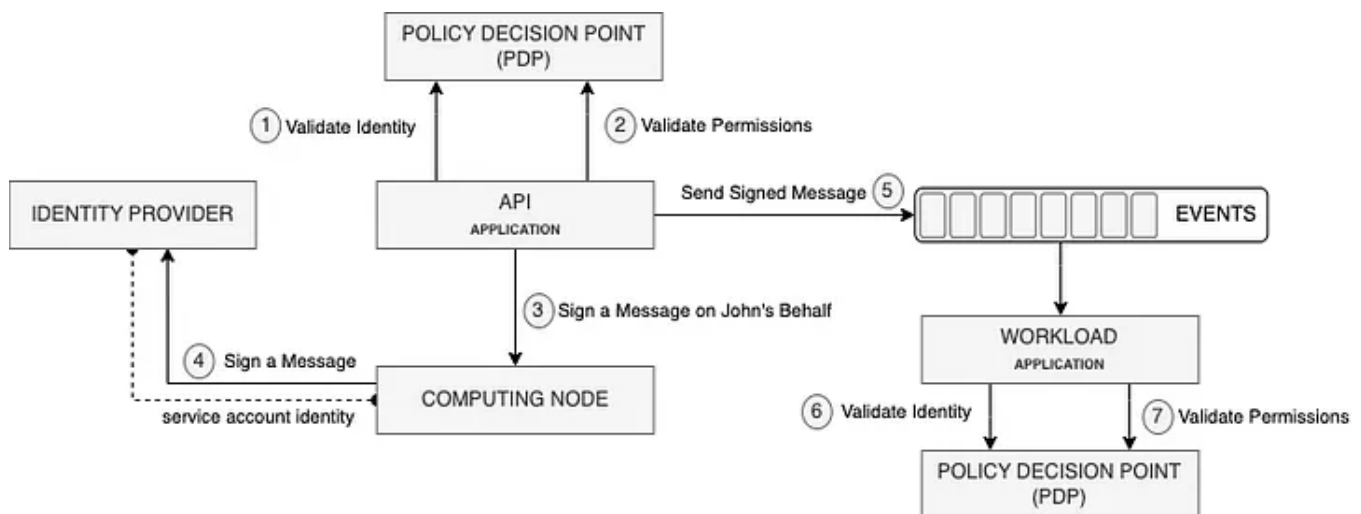 POLICY DECISION POINT
(PDP)
1 Validate Identity
2 Validate Permissions
IDENTITY PROVIDER
API
APPLICATION
Send Signed Message 5
EVENTS
3 Sign a Message on John's Behalf
4 Sign a Message
service account identity
COMPUTING NODE
WORKLOAD
APPLICATION
6 Validate Identity
7 Validate Permissions
POLICY DECISION POINT
(PDP)